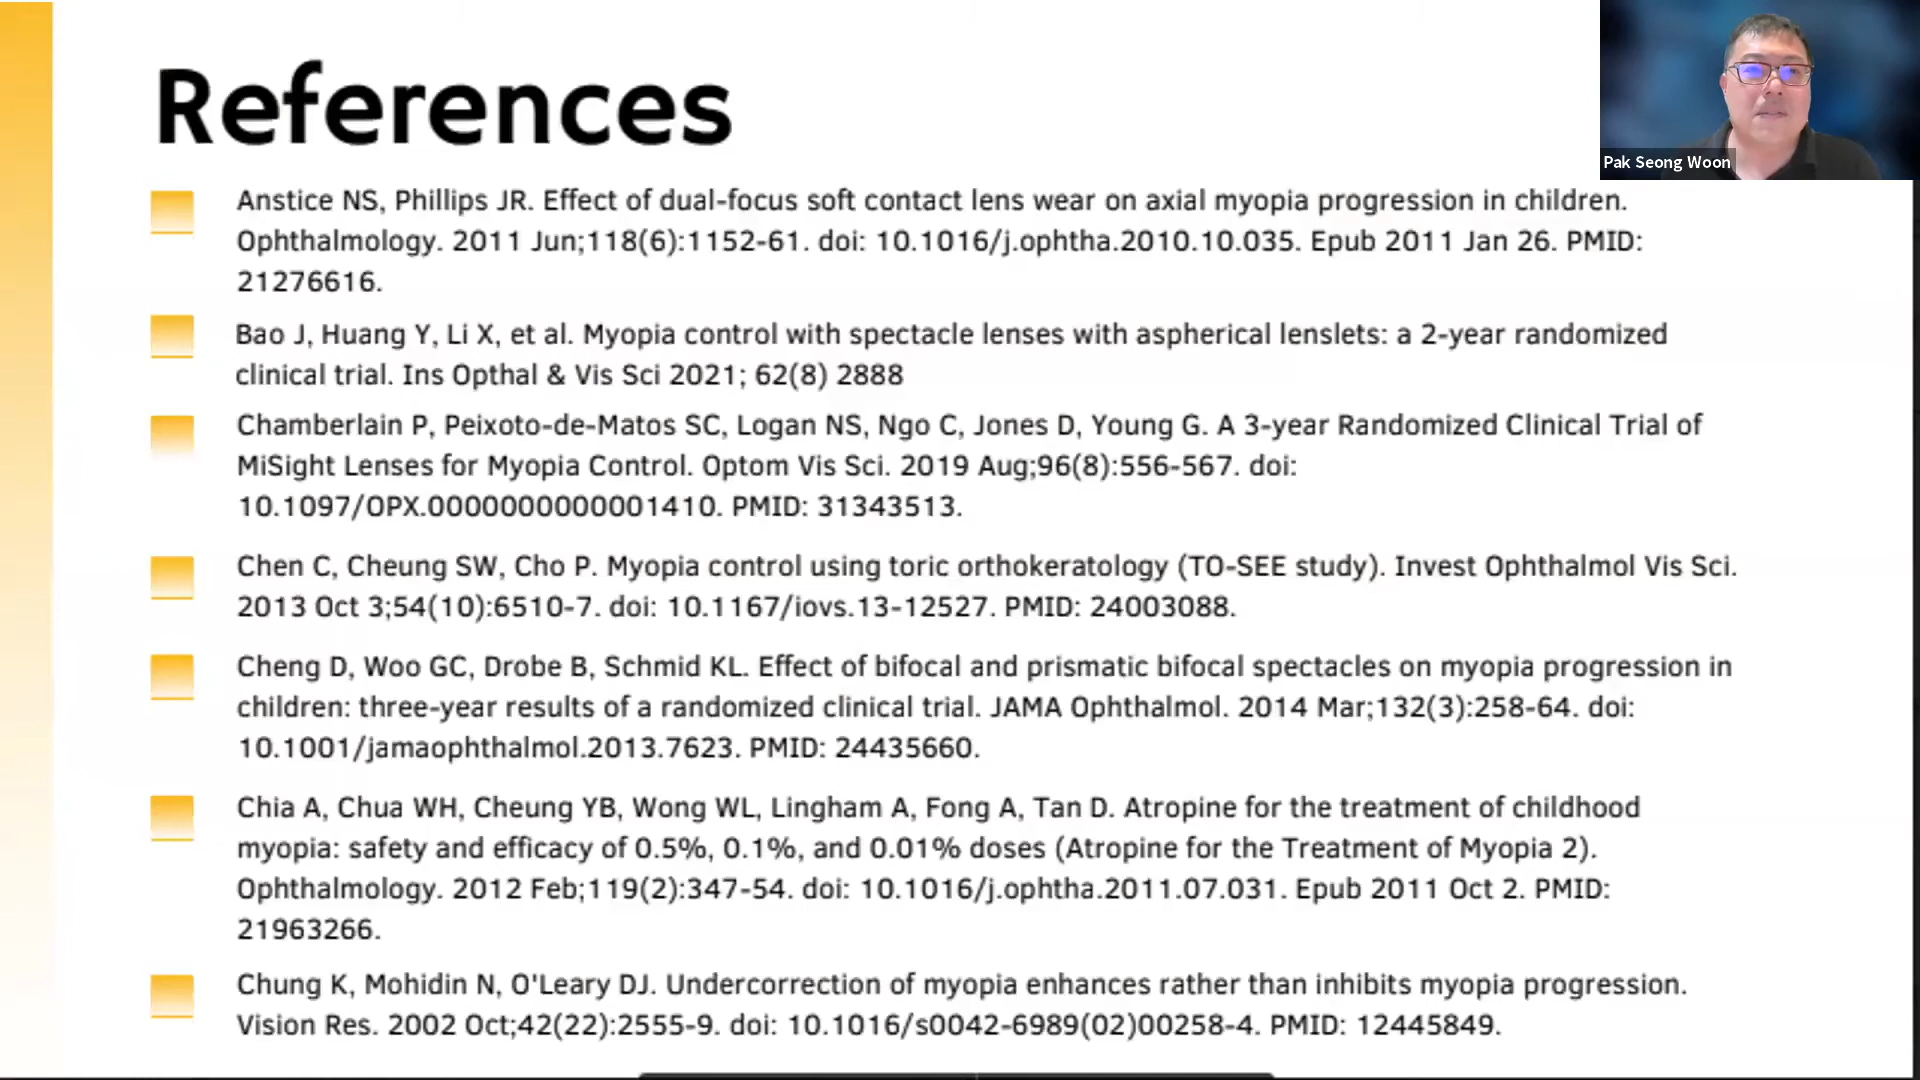 References
Pak Seong Woon
Anstice NS, Phillips JR. Effect of dual-focus soft contact lens wear on axial myopia progression in children.
Ophthalmology. 2011 Jun;118(6):1152-61. doi: 10.1016/j.ophtha.2010.10.035. Epub 2011 Jan 26. PMID:
21276616.
Bao J, Huang Y, Li X, et al. Myopia control with spectacle lenses with aspherical lenslets: a 2-year randomized
clinical trial. Ins Opthal & Vis Sci 2021; 62(8) 2888
Chamberlain P, Peixoto-de-Matos SC, Logan NS, Ngo C, Jones D, Young G. A 3-year Randomized Clinical Trial of
MiSight Lenses for Myopia Control. Optom Vis Sci. 2019 Aug;96(8):556-567. doi:
10.1097/OPX.0000000000001410. PMID: 31343513.
Chen C, Cheung SW, Cho P. Myopia control using toric orthokeratology (TO-SEE study). Invest Ophthalmol Vis Sci.
2013 Oct 3;54(10):6510-7. doi: 10.1167/iovs.13-12527. PMID: 24003088.
Cheng D, Woo GC, Drobe B, Schmid KL. Effect of bifocal and prismatic bifocal spectacles on myopia progression in
children: three-year results of a randomized clinical trial. JAMA Ophthalmol. 2014 Mar;132(3):258-64. doi:
10.1001/jamaophthalmol.2013.7623. PMID: 24435660.
Chia A, Chua WH, Cheung YB, Wong WL, Lingham A, Fong A, Tan D. Atropine for the treatment of childhood
myopia: safety and efficacy of 0.5%, 0.1%, and 0.01% doses (Atropine for the Treatment of Myopia 2).
Ophthalmology. 2012 Feb;119(2):347-54. doi: 10.1016/j.ophtha.2011.07.031. Epub 2011 Oct 2. PMID:
21963266.
Chung K, Mohidin N, O'Leary DJ. Undercorrection of myopia enhances rather than inhibits myopia progression.
Vision Res. 2002 Oct;42(22):2555-9. doi: 10.1016/s0042-6989(02)00258-4. PMID: 12445849.